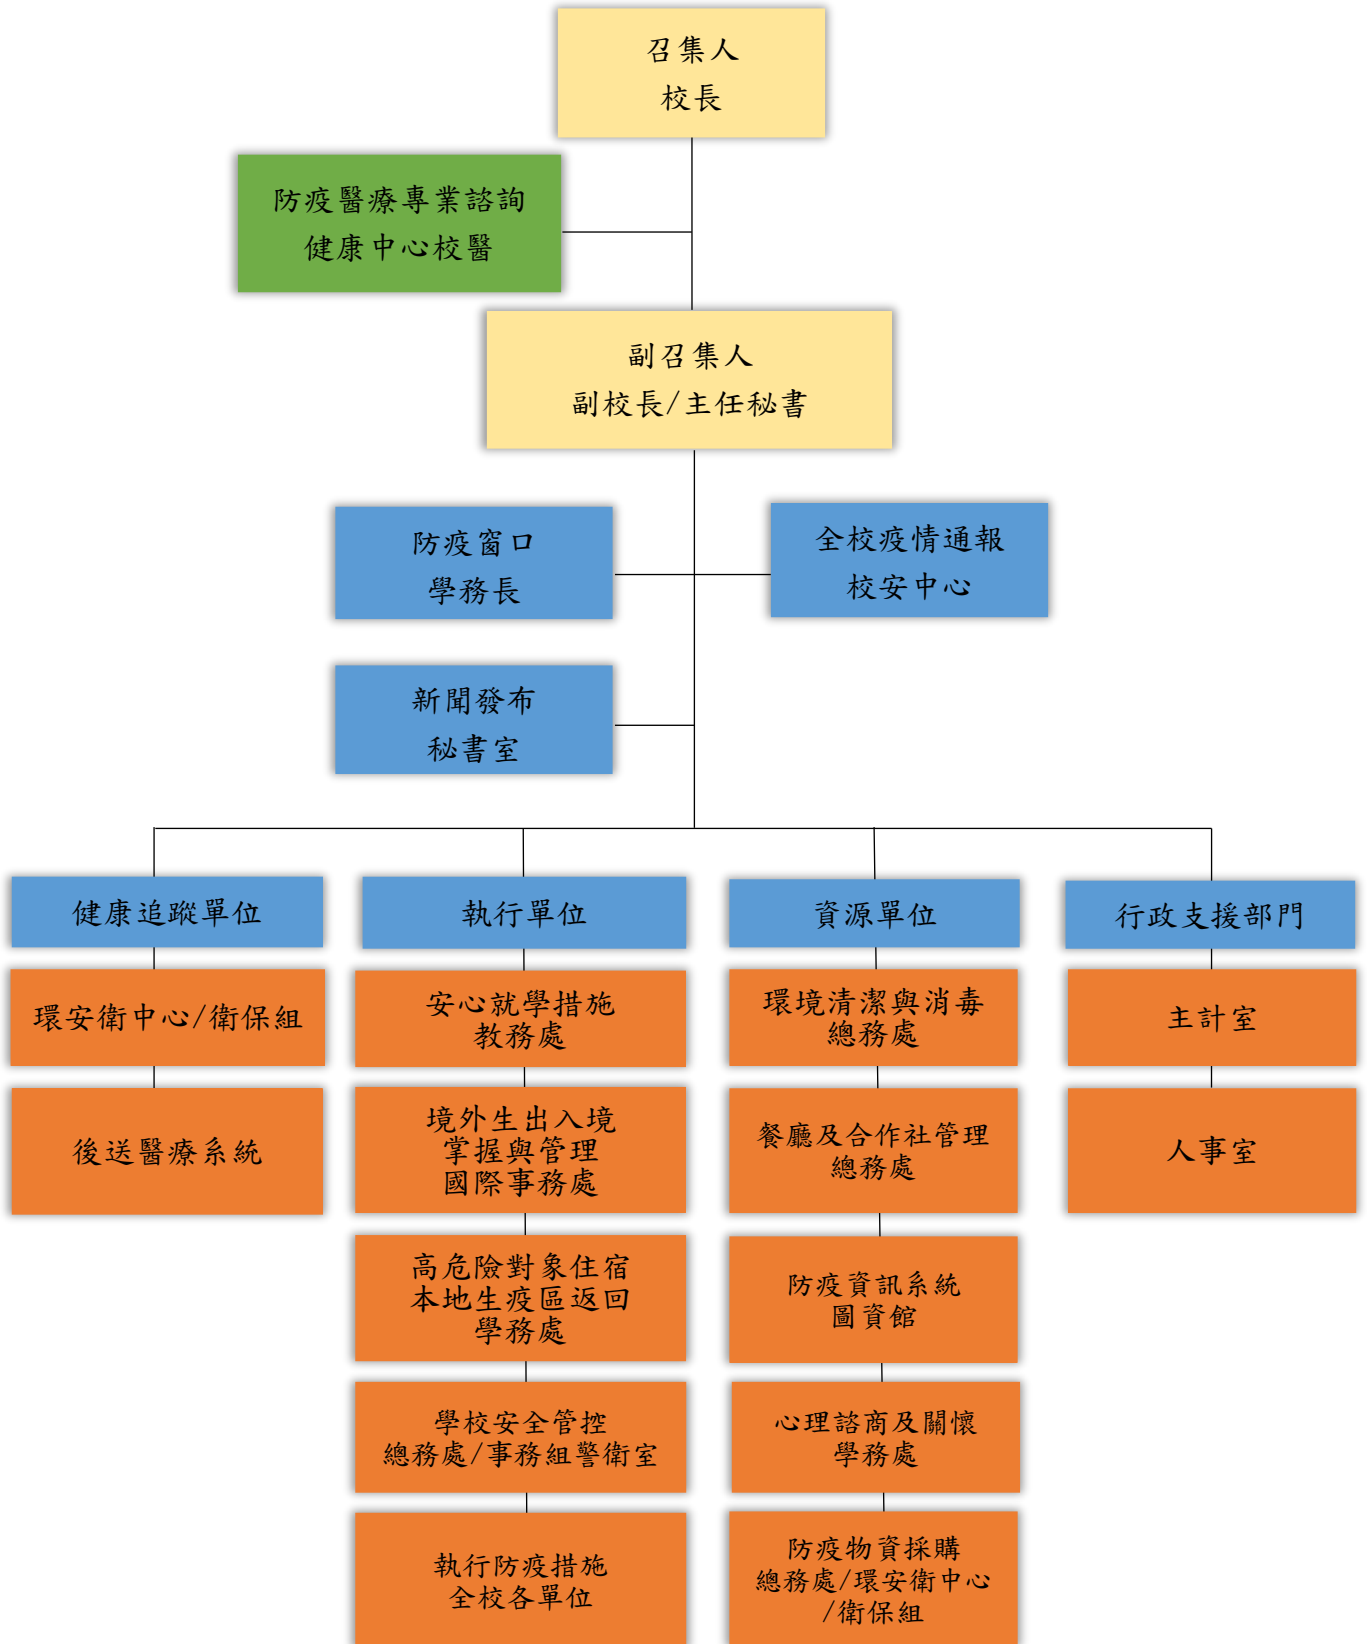 召集人
校長
防疫醫療專業諮詢
健康中心校醫
副召集人
副校長/主任秘書
防疫窗口
學務長
全校疫情通報
校安中心
新聞發布
秘書室
健康追蹤單位
環安衛中心/衛保組
後送醫療系統
執行單位
安心就學措施
教務處
境外生出入境
掌握與管理
國際事務處
高危險對象住宿
本地生疫區返回
學務處
學校安全管控
總務處/事務組警衛室
執行防疫措施
全校各單位
資源單位
環境清潔與消毒
總務處
餐廳及合作社管理
總務處
防疫資訊系統
圖資館
心理諮商及關懷
學務處
防疫物資採購
總務處/環安衛中心
/衛保組
行政支援部門
主計室
人事室